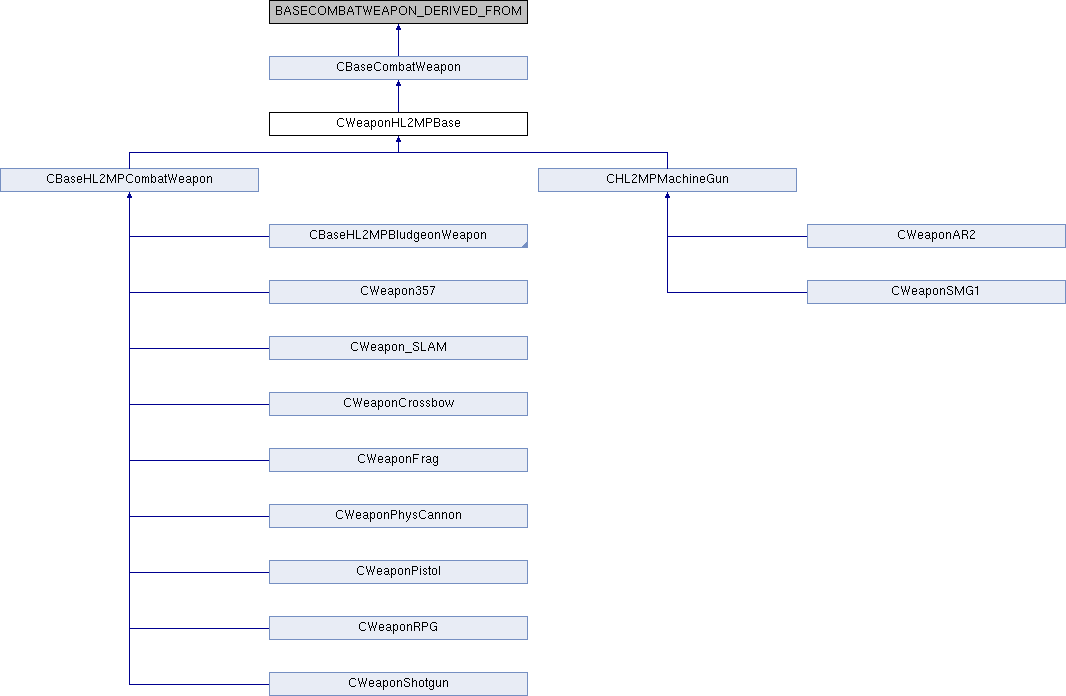 BASECOMBATWEAPON_DERIVED_FROM
CBaseCombatWeapon
CWeaponHL2MPBase
CBaseHL2MPCombatWeapon
CHL2MPMachineGun
CBaseHL2MPBludgeonWeapon
CWeaponAR2
CWeapon357
CWeaponSMG1
CWeapon_SLAM
CWeaponCrossbow
CWeaponFrag
CWeaponPhysCannon
CWeaponPistol
CWeaponRPG
CWeaponShotgun